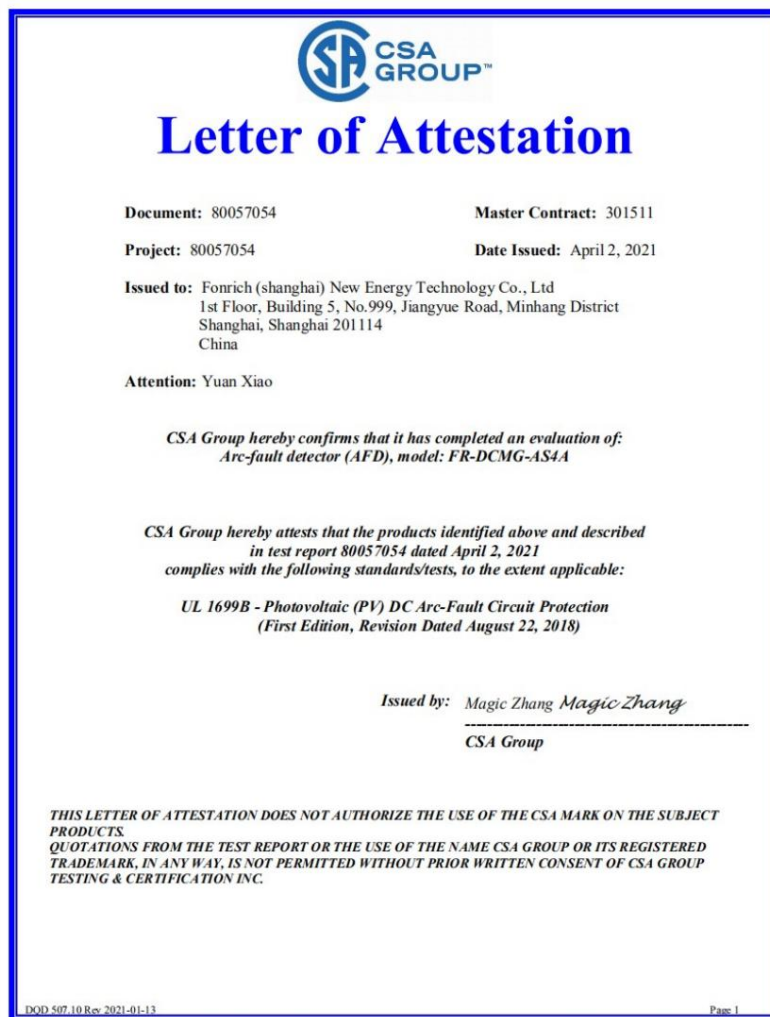 CSA
GROUP™
Letter of Attestation
Document: 80057054 Master Contract: 301511
Project: 80057054 Date Issued: April 2, 2021
Issued to: Fonrich (shanghai) New Energy Technology Co., Ltd
1st Floor, Building 5, No.999, Jiangyue Road, Minhang District
Shanghai, Shanghai 201114
China
Attention: Yuan Xiao
CSA Group hereby confirms that it has completed an evaluation of:
Arc-fault detector (AFD), model: FR-DCMG-AS4A
CSA Group hereby attests that the products identified above and described
in test report 80057054 dated April 2, 2021
complies with the following standards/tests, to the extent applicable:
UL 1699B - Photovoltaic (PV) DC Arc-Fault Circuit Protection
(First Edition, Revision Dated August 22, 2018)
Issued by: Magic Zhang Magic Zhang
CSA Group
THIS LETTER OF ATTESTATION DOES NOT AUTHORIZE THE USE OF THE CSA MARK ON THE SUBJECT
PRODUCTS.
QUOTATIONS FROM THE TEST REPORT OR THE USE OF THE NAME CSA GROUP OR ITS REGISTERED
TRADEMARK, IN ANY WAY, IS NOT PERMITTED WITHOUT PRIOR WRITTEN CONSENT OF CSA GROUP
TESTING & CERTIFICATION INC.
DQD 507.10 Rev 2021-01-13 Page 1